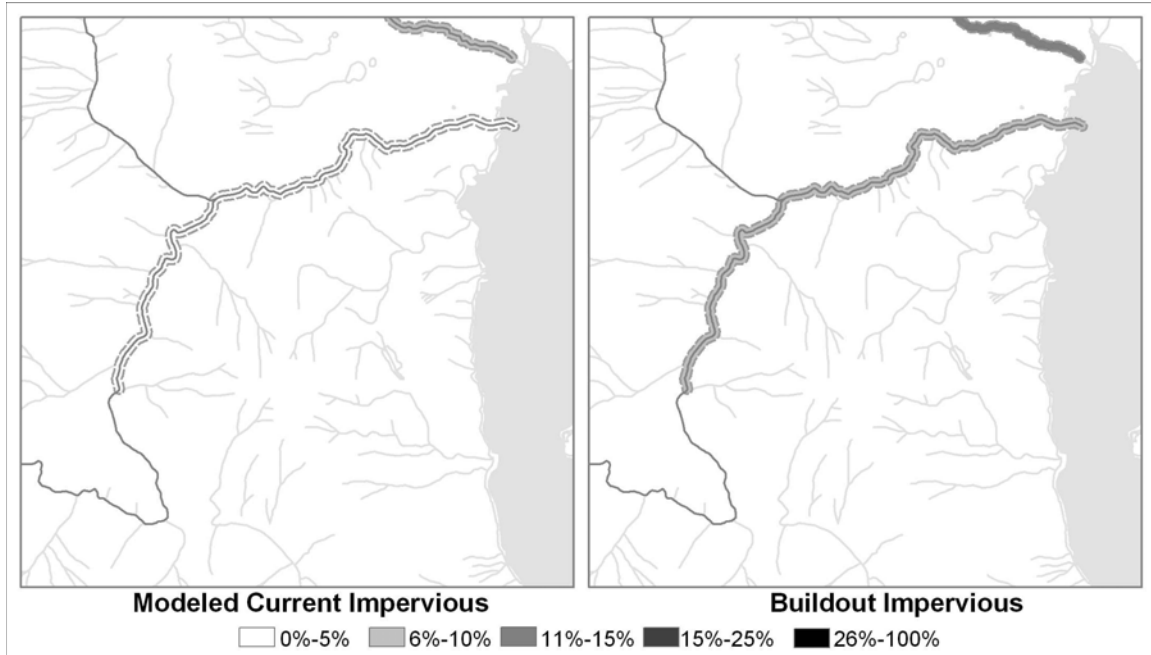 Modeled Current Impervious
Buildout Impervious
0%-5%
6%-10%
11%-15%
15%-25%
26%-100%